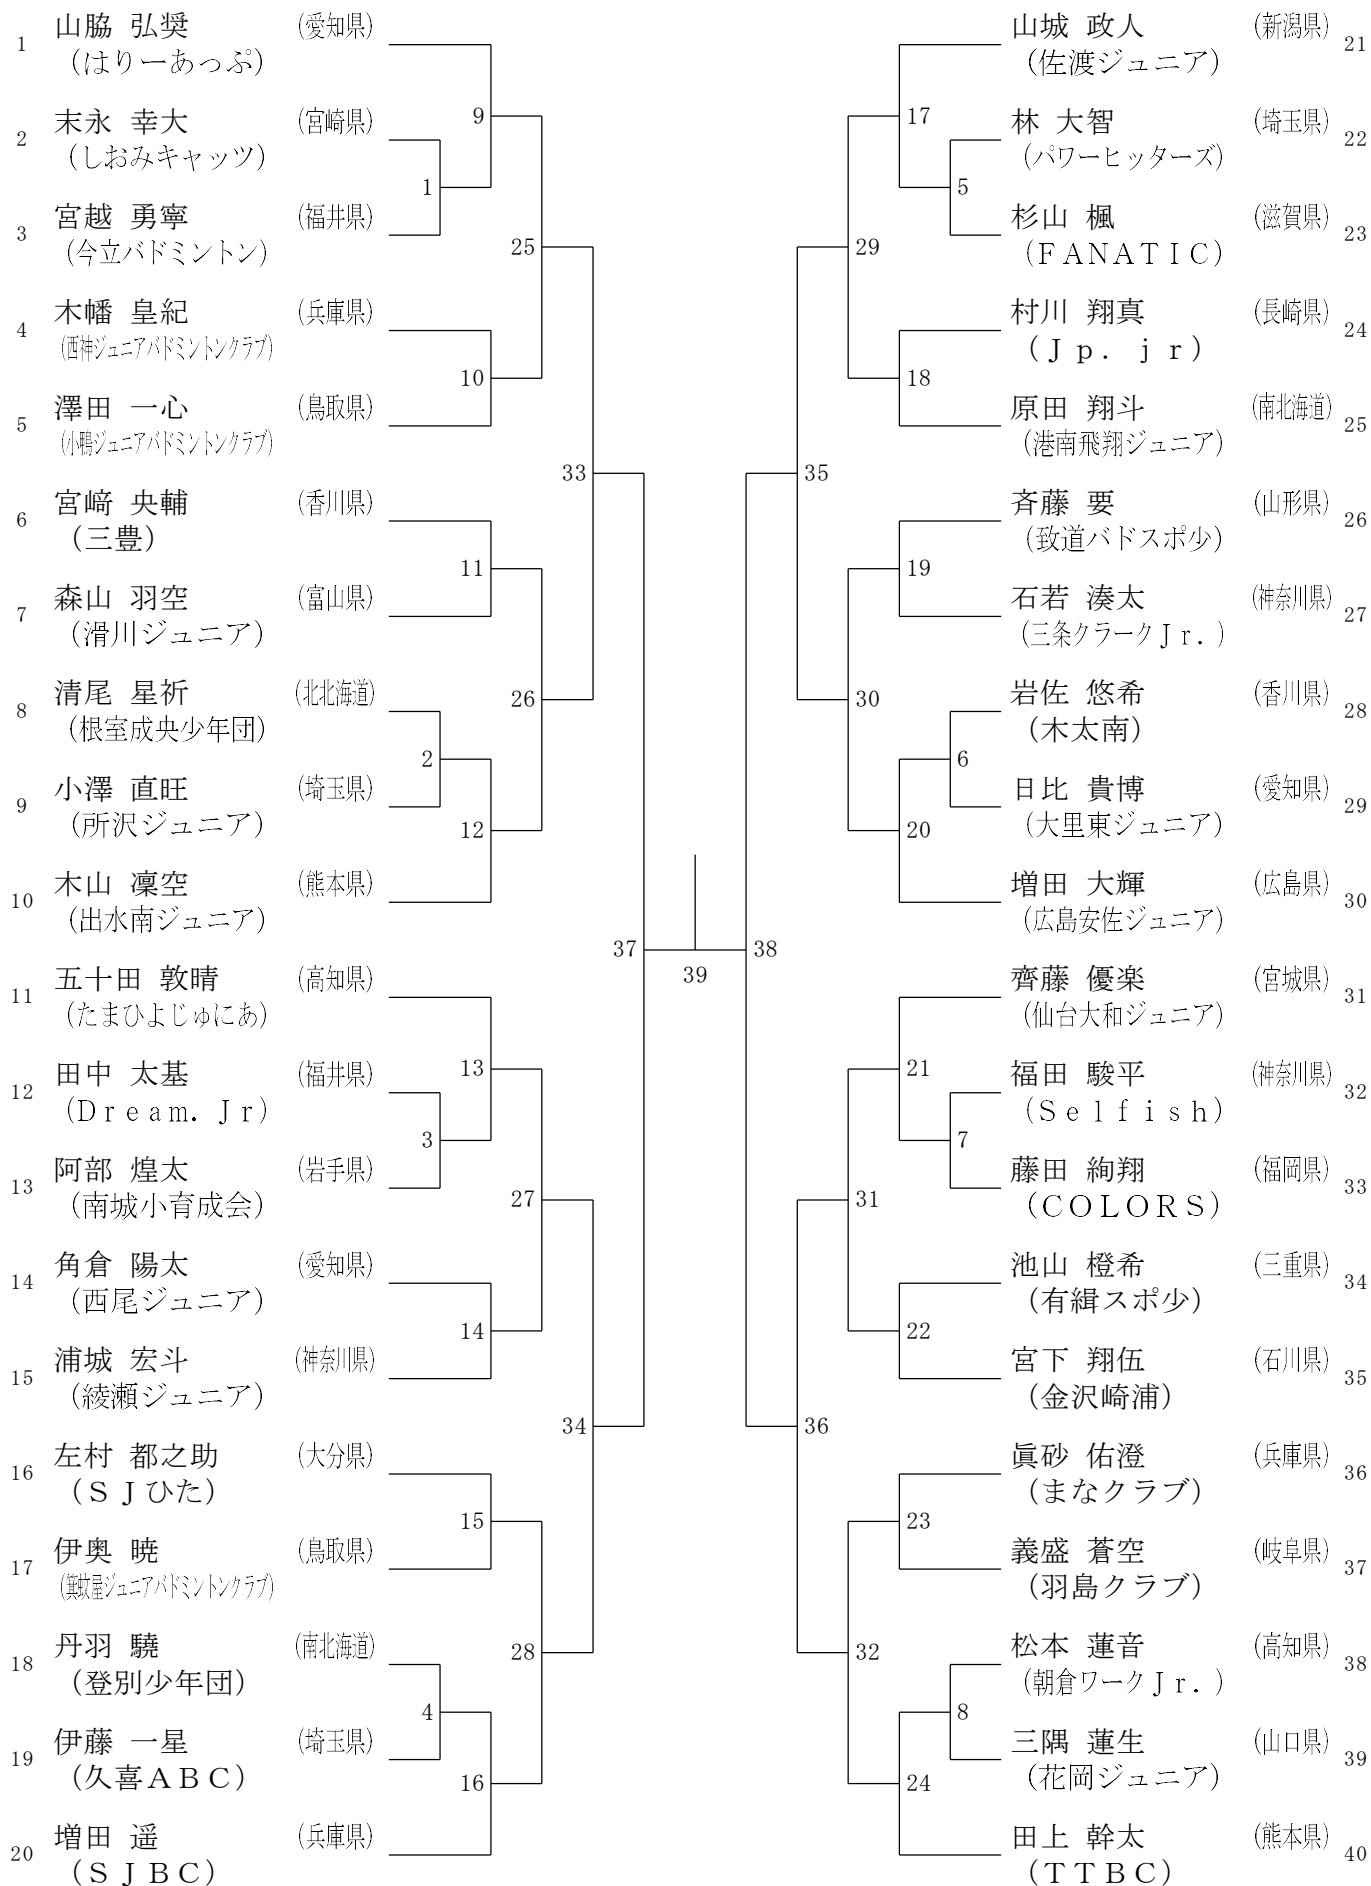 1 山脇 弘奨 (愛知県)
(はりーあっぷ)
2 末永 幸大 (宮崎県)
(しおみキャッツ)
3 宮越 勇寧 (福井県)
(今立バドミントン)
4 木幡 皇紀 (兵庫県)
(西神ジュニアバドミントンクラブ)
5 澤田 一心 (鳥取県)
(小鴨ジュニアバドミントンクラブ)
6 宮﨑 央輔 (香川県)
(三豊)
7 森山 羽空 (富山県)
(滑川ジュニア)
8 清尾 星祈 (北北海道)
(根室成央少年団)
9 小澤 直旺 (埼玉県)
(所沢ジュニア)
10 木山 凜空 (熊本県)
(出水南ジュニア)
11 五十田 敦晴 (高知県)
(たまひよじゅにあ)
12 田中 太基 (福井県)
(Dream.Jr)
13 阿部 煌太 (岩手県)
(南城小育成会)
14 角倉 陽太 (愛知県)
(西尾ジュニア)
15 浦城 宏斗 (神奈川県)
(綾瀬ジュニア)
16 左村 都之助 (大分県)
(SJひた)
17 伊奥 暁 (鳥取県)
(箕蚊屋ジュニアバドミントンクラブ)
18 丹羽 驍 (南北海道)
(登別少年団)
19 伊藤 一星 (埼玉県)
(久喜ABC)
20 増田 遥 (兵庫県)
(SJBC)
9
1
25
10
33
11
26
2
12
37
13
3
27
14
34
15
28
4
16
39
17
5
29
18
35
19
30
6
20
38
21
7
31
22
36
23
32
8
24
山城 政人 (新潟県) 21
(佐渡ジュニア)
林 大智 (埼玉県) 22
(パワーヒッターズ)
杉山 楓 (滋賀県) 23
(FANATIC)
村川 翔真 (長崎県) 24
(Jp.jr)
原田 翔斗 (南北海道) 25
(港南飛翔ジュニア)
斉藤 要 (山形県) 26
(致道バドスポ少)
石若 湊太 (神奈川県) 27
(三条クラークJr.)
岩佐 悠希 (香川県) 28
(木太南)
日比 貴博 (愛知県) 29
(大里東ジュニア)
増田 大輝 (広島県) 30
(広島安佐ジュニア)
齊藤 優楽 (宮城県) 31
(仙台大和ジュニア)
福田 駿平 (神奈川県) 32
(Selfish)
藤田 絢翔 (福岡県) 33
(COLORS)
池山 橙希 (三重県) 34
(有緝スポ少)
宮下 翔伍 (石川県) 35
(金沢崎浦)
眞砂 佑澄 (兵庫県) 36
(まなクラブ)
義盛 蒼空 (岐阜県) 37
(羽島クラブ)
松本 蓮音 (高知県) 38
(朝倉ワークJr.)
三隅 蓮生 (山口県) 39
(花岡ジュニア)
田上 幹太 (熊本県) 40
(TTBC)